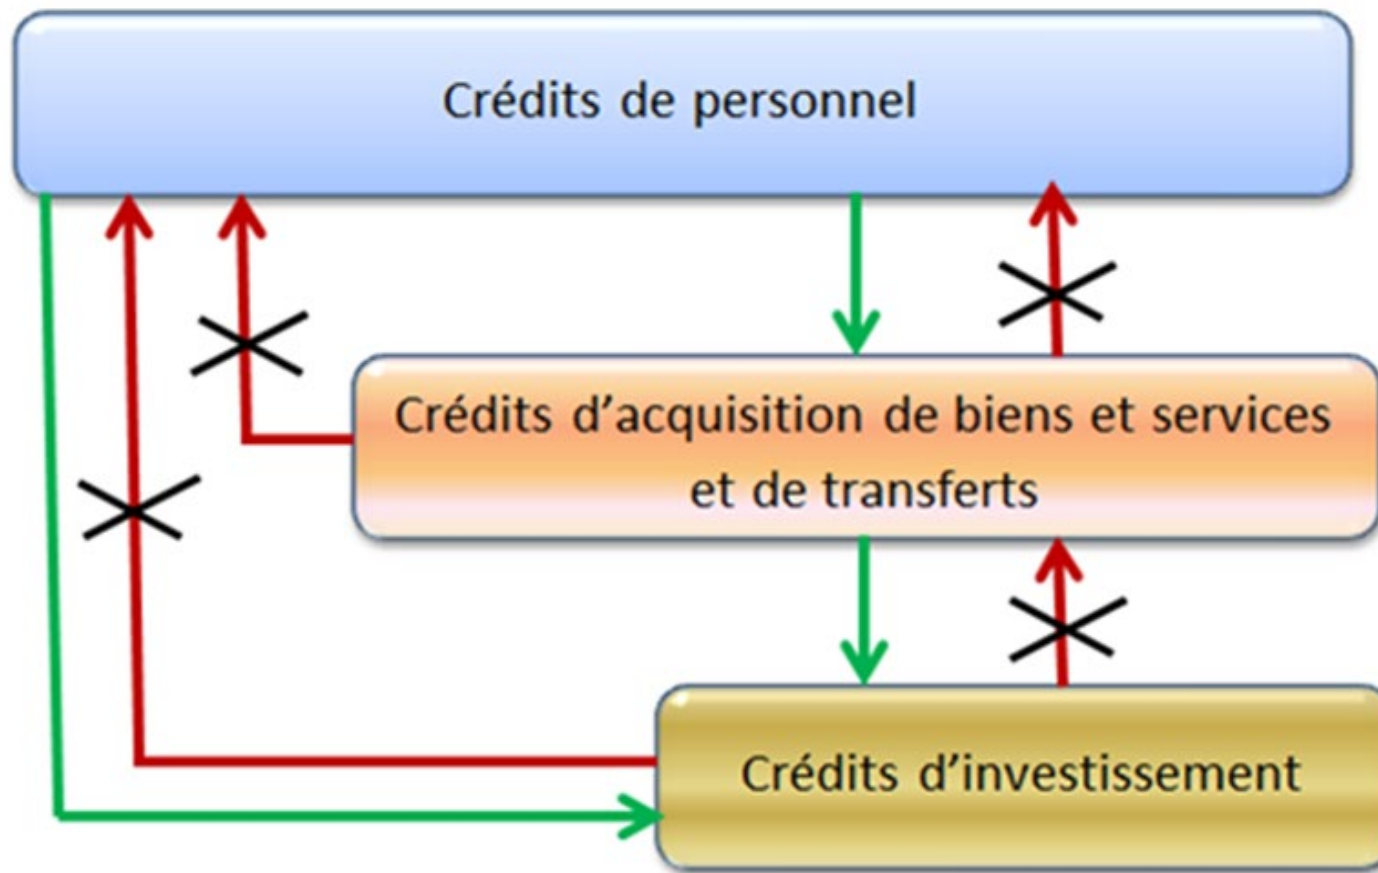 Crédits de personnel
Crédits d’acquisition de biens et services
et de transferts
Crédits d’investissement